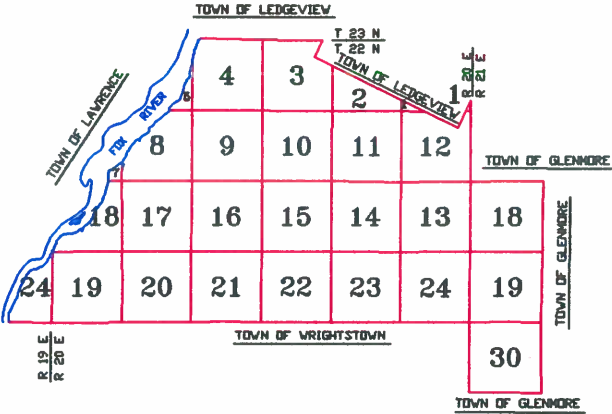 TOWN OF LEDGEVIEW
T 23 N
T 22 N
TOWN OF LEDGEVIEW
R 20 E
R 21 E
TOWN OF LAWRENCE
FOX RIVER
4 3 2 1
8 9 10 11 12
TOWN OF GLENMORE
7
18 17 16 15 14 13 18
TOWN OF GLENMORE
24 19 20 21 22 23 24 19
TOWN OF WRIGHTSTOWN
R 19 E
R 20 E
30
TOWN OF GLENMORE